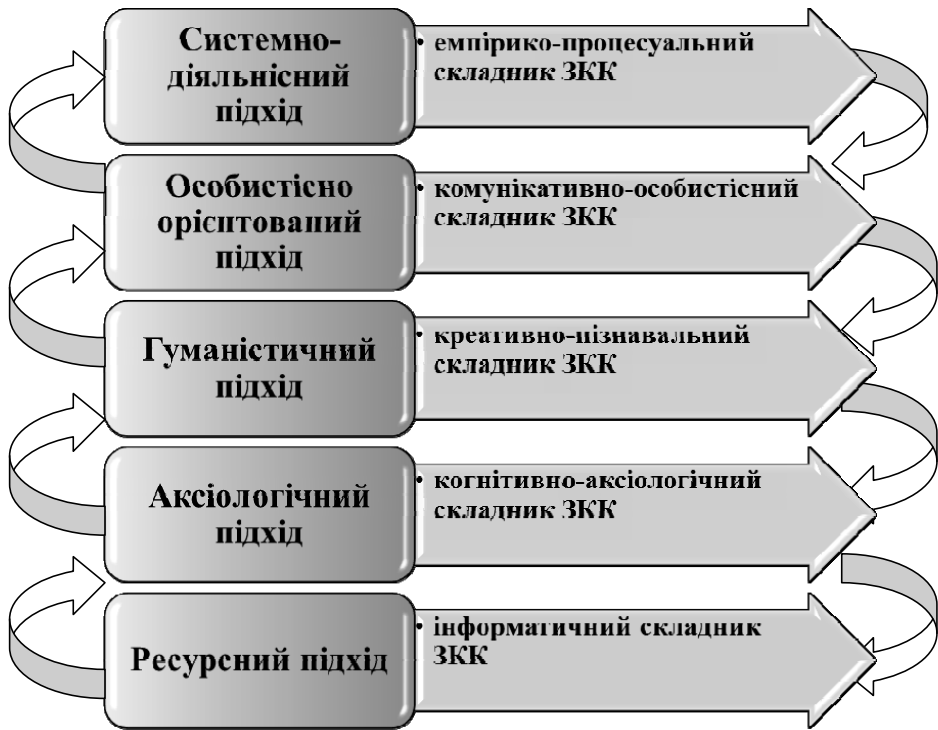 Системно-
діяльнісний
підхід
• емпірико-процесуальний
складник ЗКК
Особистісно
орієнтований
підхід
• комунікативно-особистісний
складник ЗКК
Гуманістичний
підхід
• креативно-пізнавальний
складник ЗКК
Аксіологічний
підхід
• когнітивно-аксіологічний
складник ЗКК
Ресурсний підхід
• інформатичний складник
ЗКК